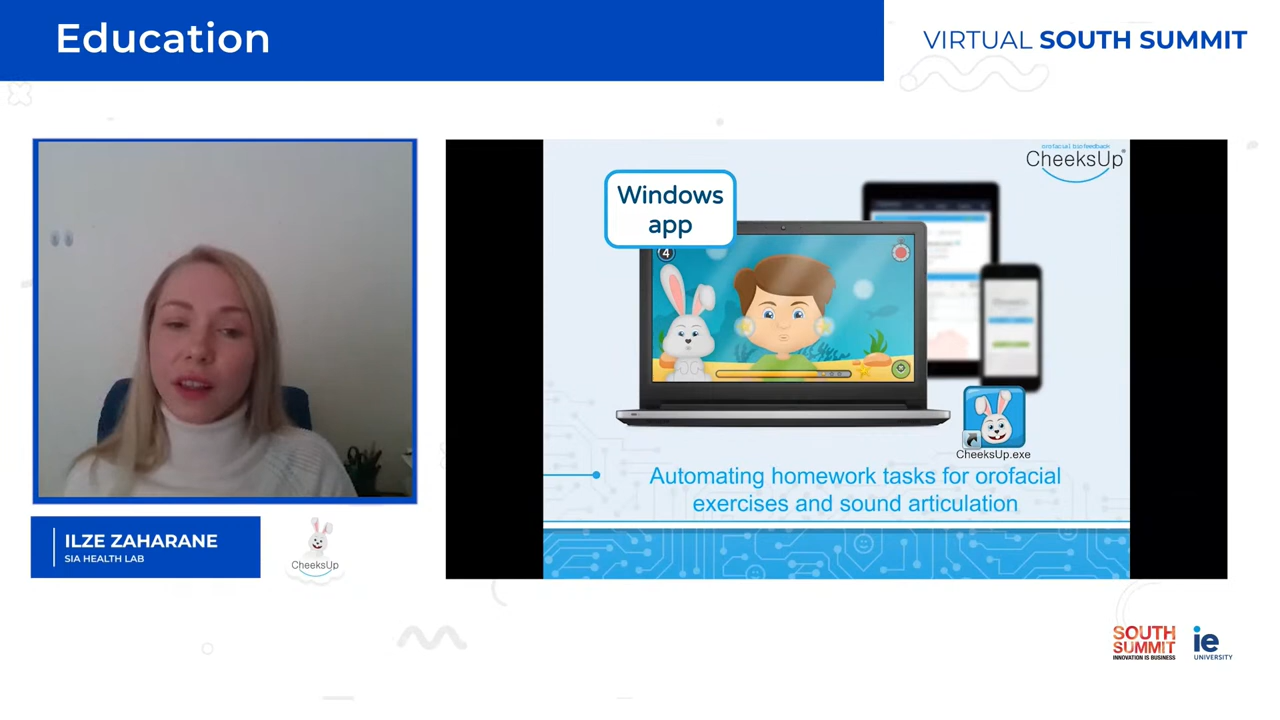 Education
VIRTUAL SOUTH SUMMIT
orofacial biofeedback
CheeksUp®
Windows
app
4
CheeksUp.exe
Automating homework tasks for orofacial
exercises and sound articulation
ILZE ZAHARANE
SIA HEALTH LAB
CheeksUp
SOUTH
SUMMIT
INNOVATION IS BUSINESS
ie
UNIVERSITY